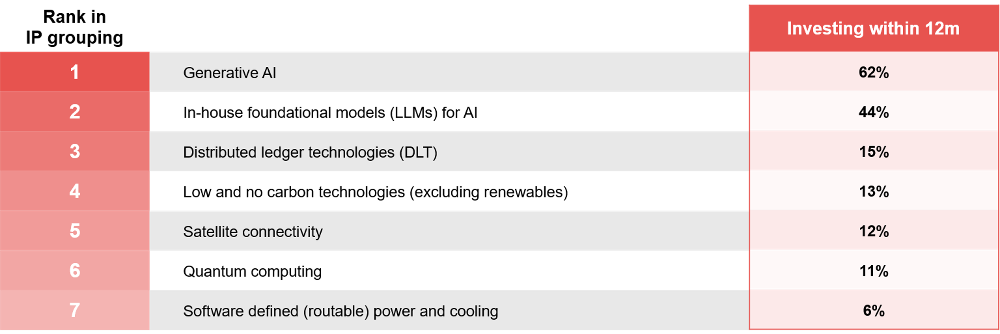 Rank in
IP grouping
Investing within 12m
1 Generative AI 62%
2 In-house foundational models (LLMs) for AI 44%
3 Distributed ledger technologies (DLT) 15%
4 Low and no carbon technologies (excluding renewables) 13%
5 Satellite connectivity 12%
6 Quantum computing 11%
7 Software defined (routable) power and cooling 6%